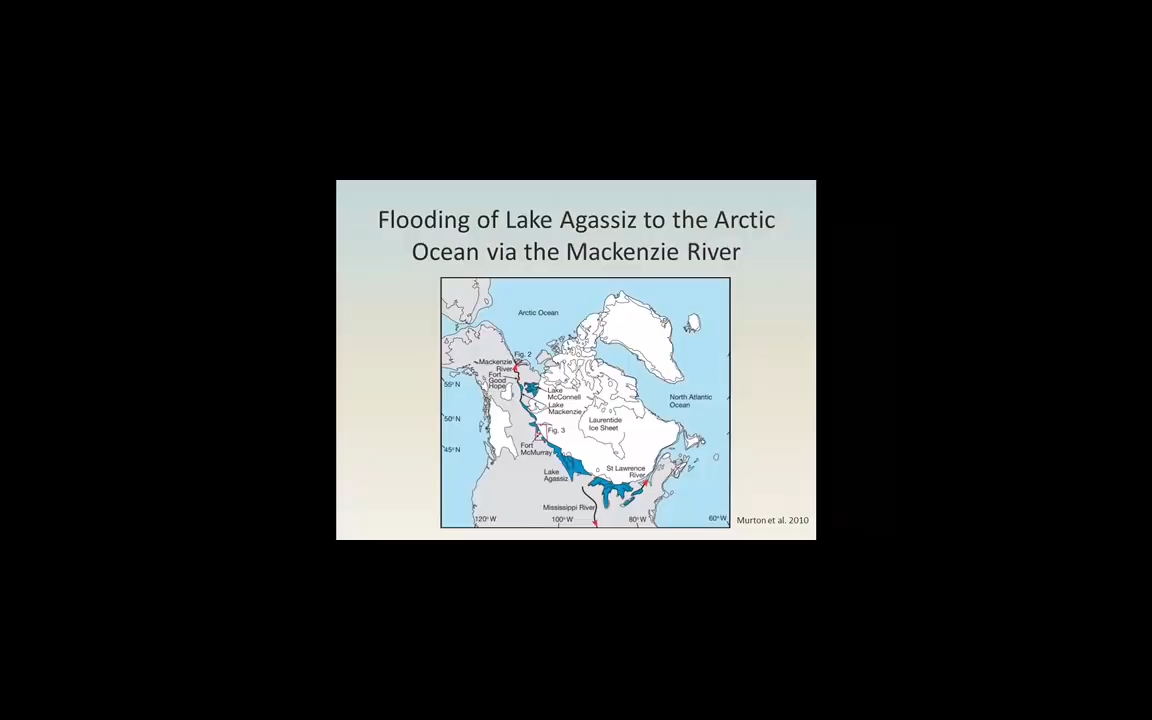 Flooding of Lake Agassiz to the Arctic
Ocean via the Mackenzie River
Arctic Ocean
Fig. 2
Mackenzie
River
Fort
Good
Hope
55° N
Lake
McConnell
Lake
Mackenzie
North Atlantic
Ocean
50° N
Laurentide
Ice Sheet
Fig. 3
45° N
Fort
McMurray
Lake
Agassiz
St Lawrence
River
Mississippi River
120° W
100° W
80° W
60° W
Murton et al. 2010